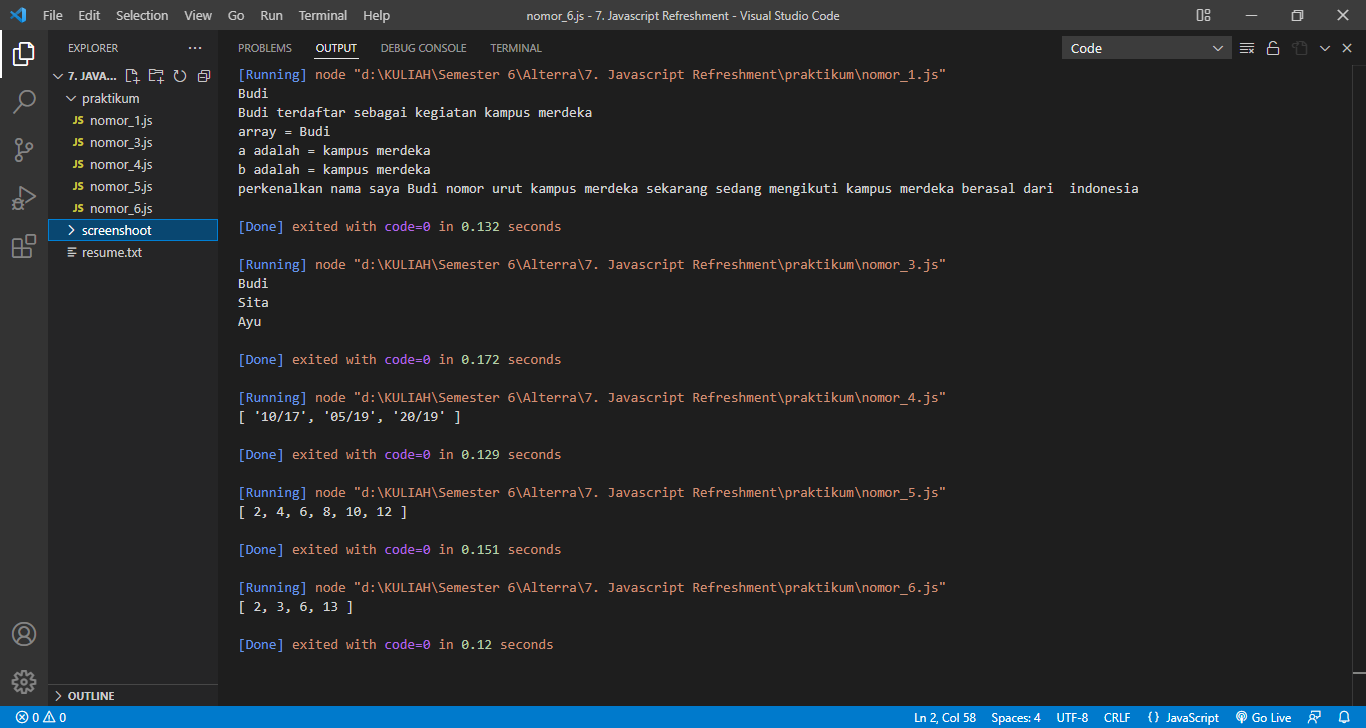 File Edit Selection View Go Run Terminal Help nomor_6.js - 7. Javascript Refreshment - Visual Studio Code
EXPLORER ···
7. JAVA...
praktikum
JS nomor_1.js
JS nomor_3.js
JS nomor_4.js
JS nomor_5.js
JS nomor_6.js
screenshoot
resume.txt
OUTLINE
PROBLEMS OUTPUT DEBUG CONSOLE TERMINAL Code
[Running] node "d:\KULIAH\Semester 6\Alterra\7. Javascript Refreshment\praktikum\nomor_1.js"
Budi
Budi terdaftar sebagai kegiatan kampus merdeka
array = Budi
a adalah = kampus merdeka
b adalah = kampus merdeka
perkenalkan nama saya Budi nomor urut kampus merdeka sekarang sedang mengikuti kampus merdeka berasal dari  indonesia
[Done] exited with code=0 in 0.132 seconds
[Running] node "d:\KULIAH\Semester 6\Alterra\7. Javascript Refreshment\praktikum\nomor_3.js"
Budi
Sita
Ayu
[Done] exited with code=0 in 0.172 seconds
[Running] node "d:\KULIAH\Semester 6\Alterra\7. Javascript Refreshment\praktikum\nomor_4.js"
[ '10/17', '05/19', '20/19' ]
[Done] exited with code=0 in 0.129 seconds
[Running] node "d:\KULIAH\Semester 6\Alterra\7. Javascript Refreshment\praktikum\nomor_5.js"
[ 2, 4, 6, 8, 10, 12 ]
[Done] exited with code=0 in 0.151 seconds
[Running] node "d:\KULIAH\Semester 6\Alterra\7. Javascript Refreshment\praktikum\nomor_6.js"
[ 2, 3, 6, 13 ]
[Done] exited with code=0 in 0.12 seconds
0 0 Ln 2, Col 58 Spaces: 4 UTF-8 CRLF {} JavaScript Go Live